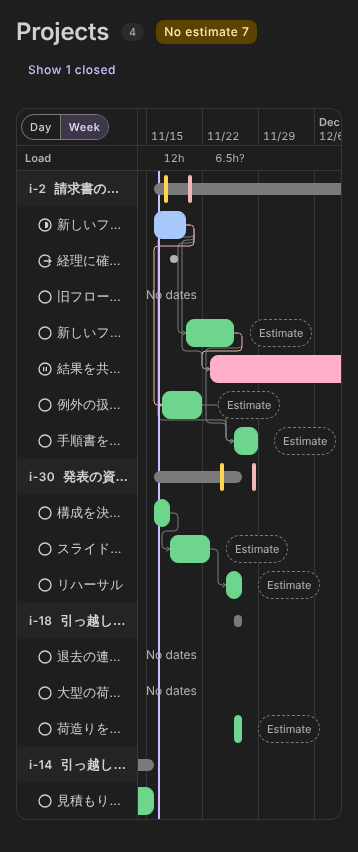 Projects 4 No estimate 7
Show 1 closed
Day Week
Dec
11/15 11/22 11/29 12/6
Load 12h 6.5h?
i-2 請求書の…
新しいフ…
経理に確…
旧フロー… No dates
新しいフ… Estimate
結果を共…
例外の扱… Estimate
手順書を… Estimate
i-30 発表の資…
構成を決…
スライド… Estimate
リハーサル Estimate
i-18 引っ越し…
退去の連… No dates
大型の荷… No dates
荷造りを… Estimate
i-14 引っ越し…
見積もり…